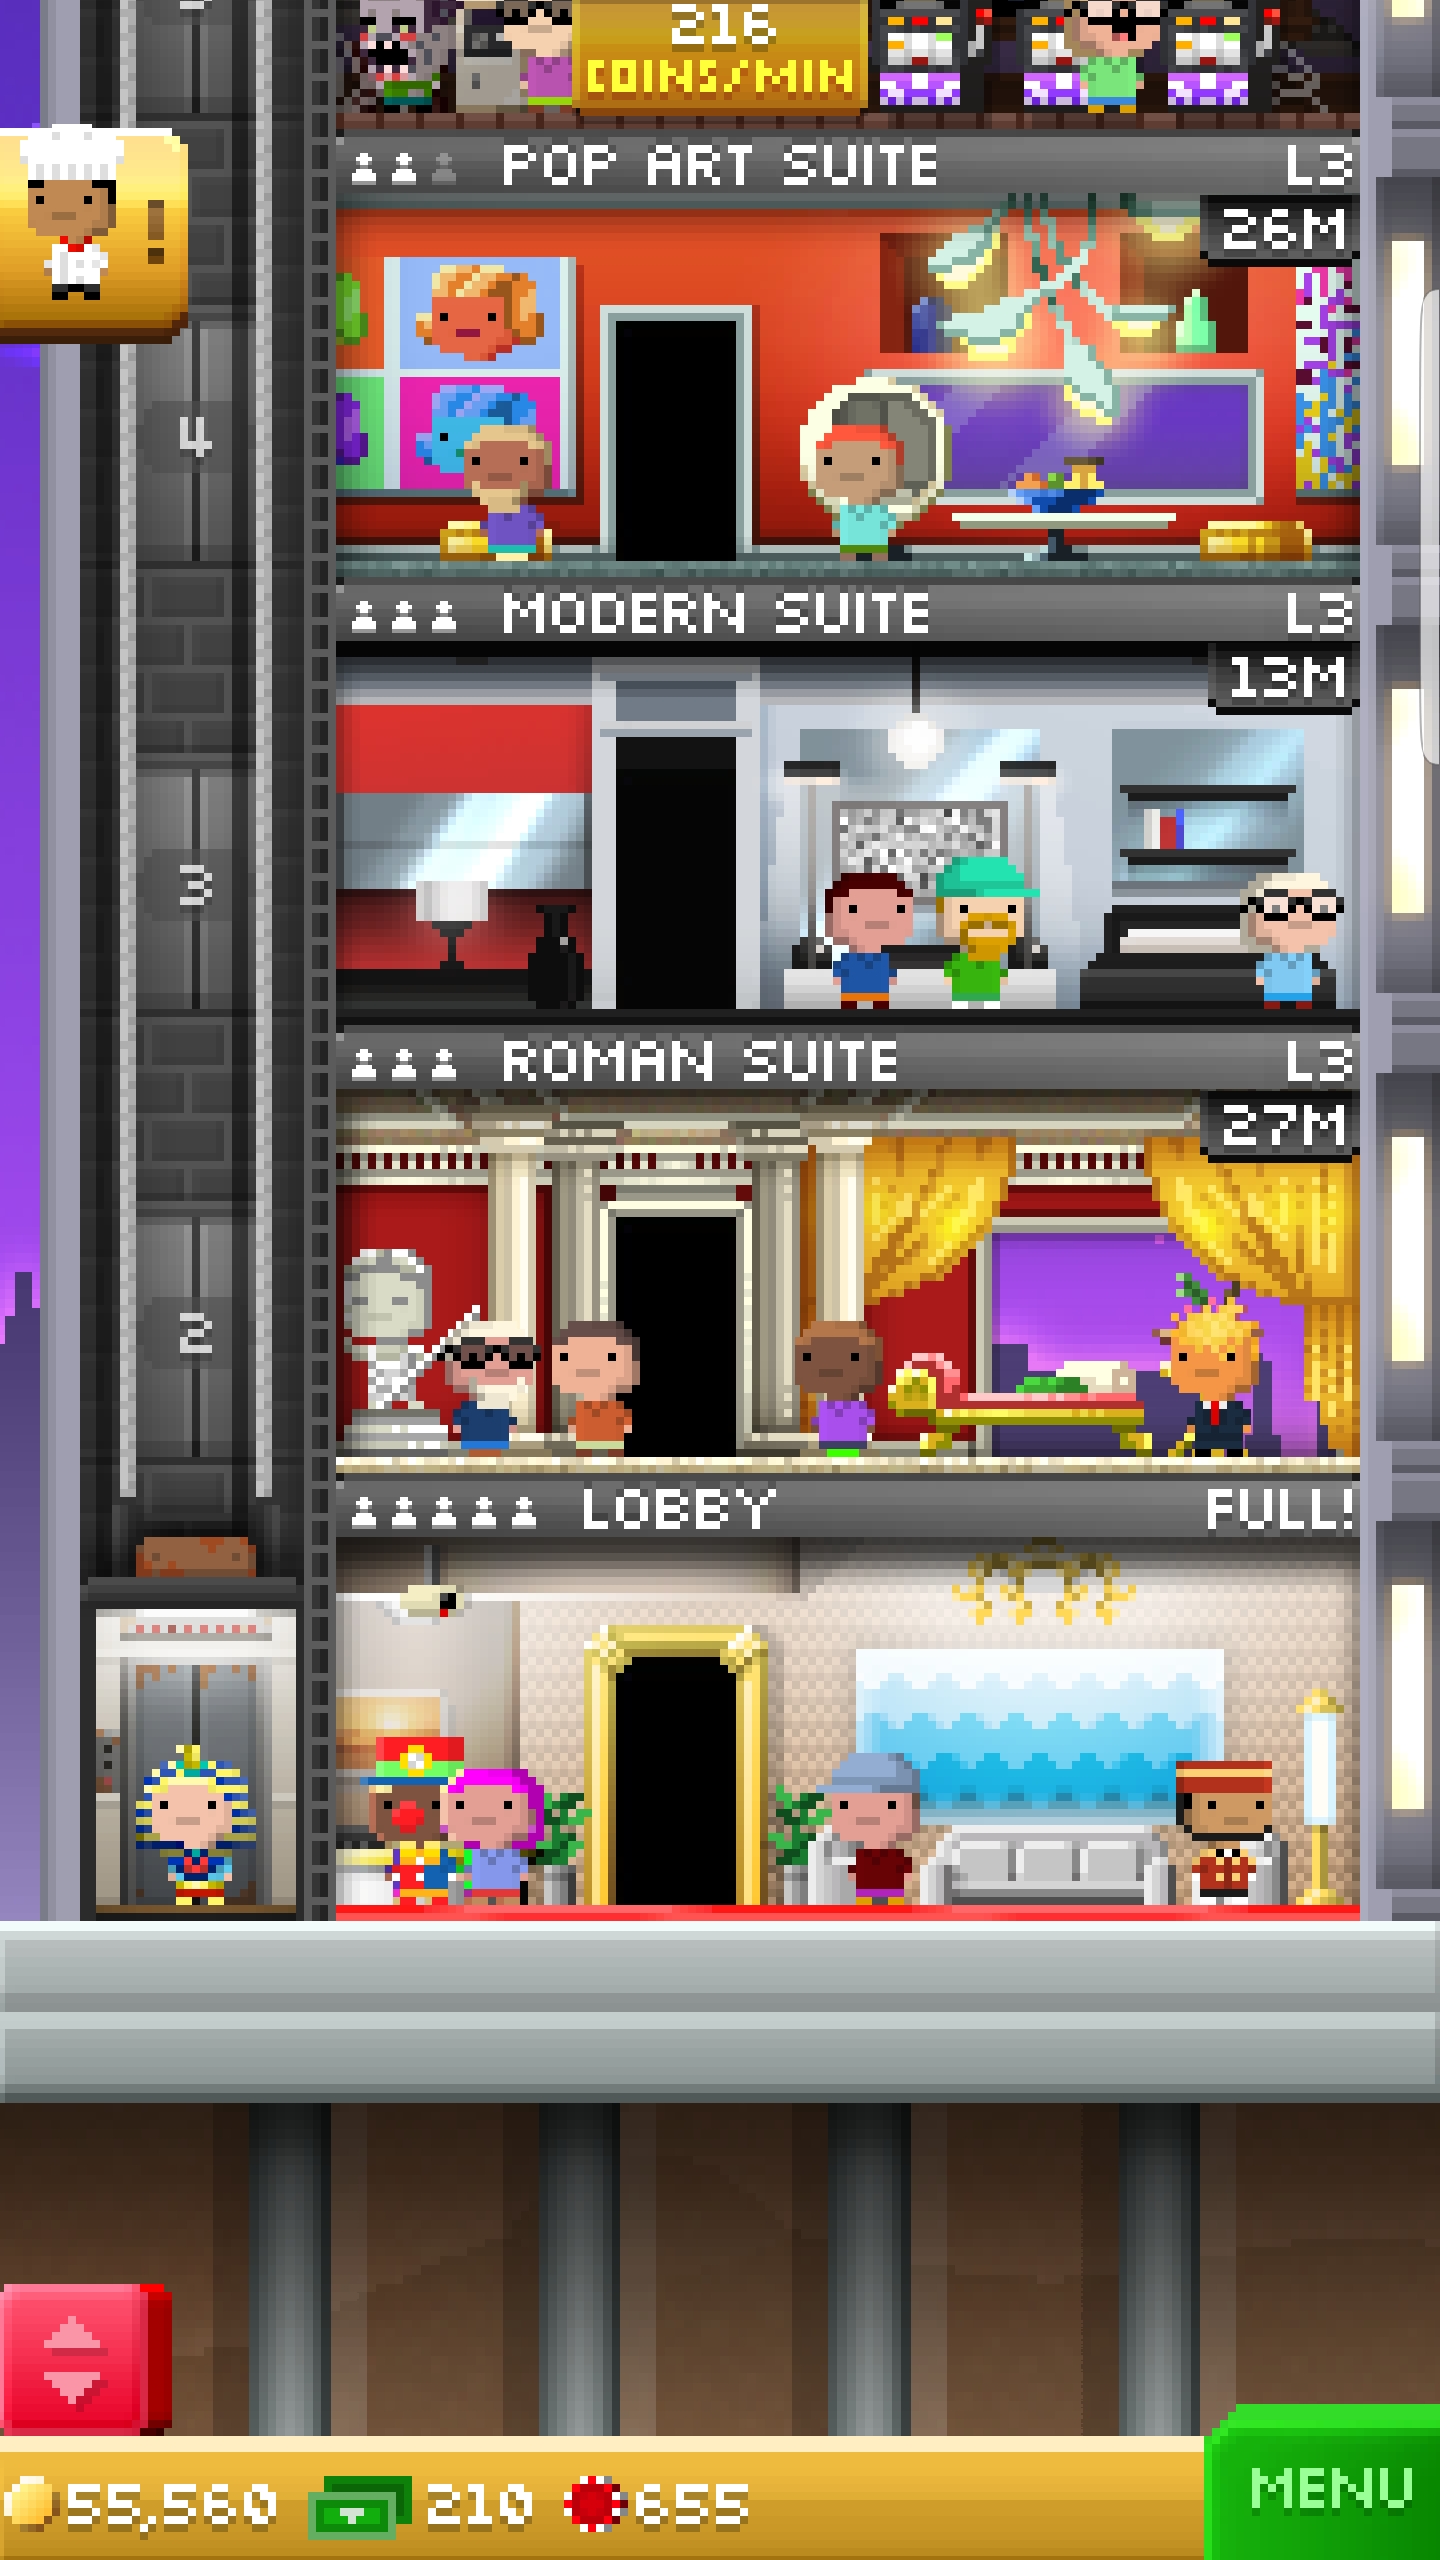 216
COINS/MIN
!
POP ART SUITE L3
26M
4
MODERN SUITE L3
13M
3
ROMAN SUITE L3
27M
2
LOBBY FULL!
55,560 210 655
MENU